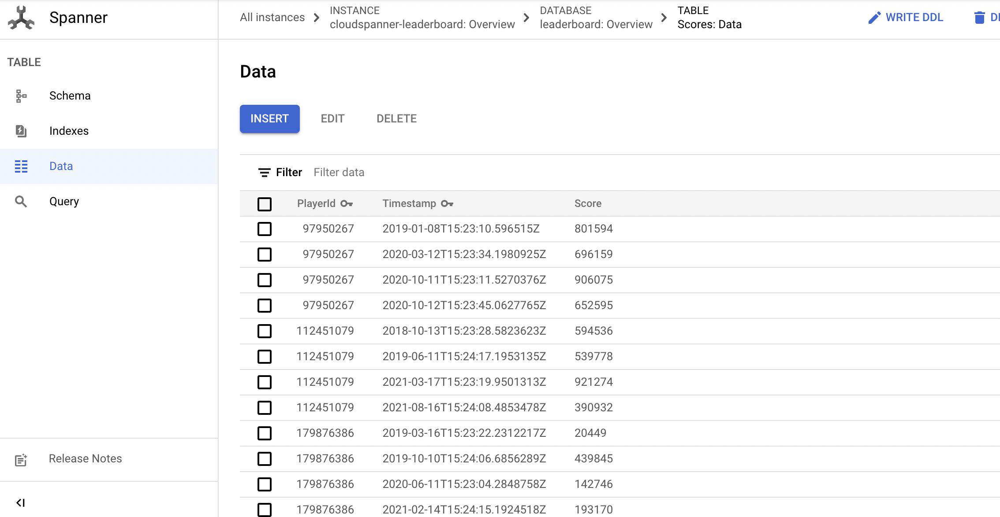 Spanner
All instances
INSTANCE
cloudspanner-leaderboard: Overview
DATABASE
leaderboard: Overview
TABLE
Scores: Data
WRITE DDL
TABLE
Schema
Indexes
Data
Query
Release Notes
Data
INSERT EDIT DELETE
Filter Filter data
PlayerId Timestamp Score
97950267 2019-01-08T15:23:10.596515Z 801594
97950267 2020-03-12T15:23:34.1980925Z 696159
97950267 2020-10-11T15:23:11.5270376Z 906075
97950267 2020-10-12T15:23:45.0627765Z 652595
112451079 2018-10-13T15:23:28.5823623Z 594536
112451079 2019-06-11T15:24:17.1953135Z 539778
112451079 2021-03-17T15:23:19.9501313Z 921274
112451079 2021-08-16T15:24:08.4853478Z 390932
179876386 2019-03-16T15:23:22.2312217Z 20449
179876386 2019-10-10T15:24:06.6856289Z 439845
179876386 2020-06-11T15:23:04.2848758Z 142746
179876386 2021-02-14T15:24:15.1924518Z 193170